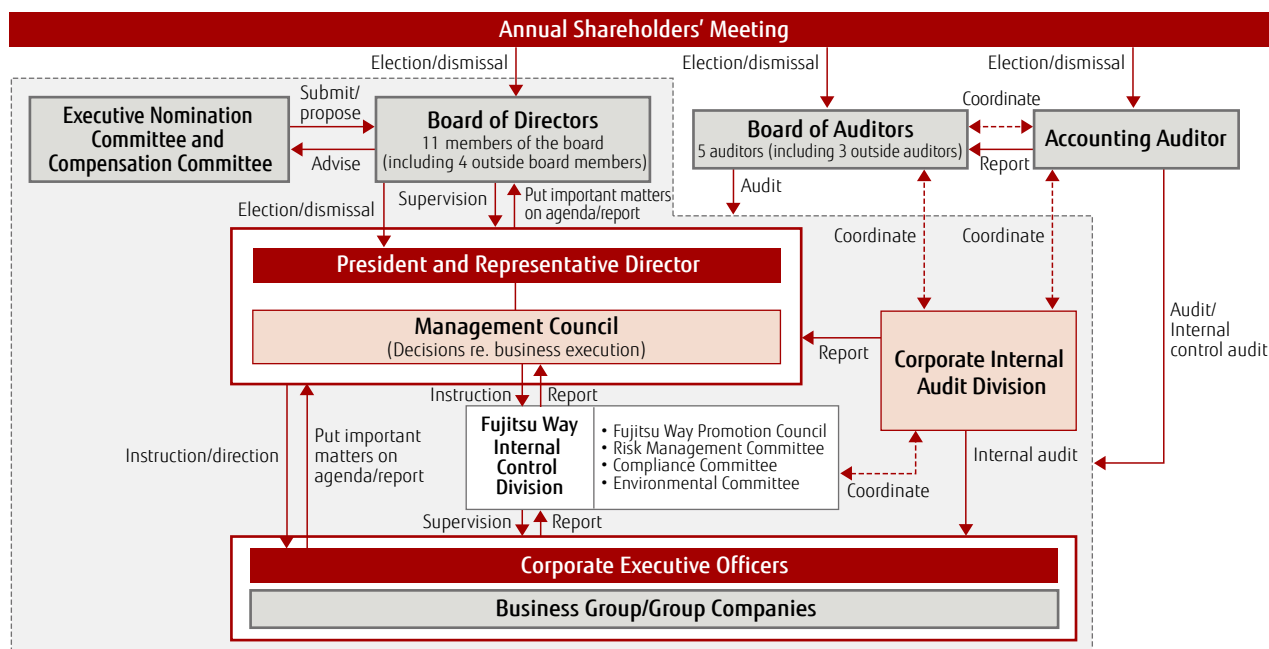 Annual Shareholders' Meeting
Election/dismissal
Election/dismissal
Election/dismissal
Executive Nomination
Committee and
Compensation Committee
Submit/
propose
Advise
Board of Directors
11 members of the board
(including 4 outside board members)
Board of Auditors
5 auditors (including 3 outside auditors)
Coordinate
Report
Accounting Auditor
Election/dismissal
Supervision
Put important matters
on agenda/report
Audit
Coordinate
Coordinate
President and Representative Director
Management Council
(Decisions re. business execution)
Report
Corporate Internal
Audit Division
Audit/
Internal
control audit
Instruction
Report
Instruction/direction
Put important
matters on
agenda/report
Fujitsu Way
Internal
Control
Division
• Fujitsu Way Promotion Council
• Risk Management Committee
• Compliance Committee
• Environmental Committee
Coordinate
Internal audit
Supervision
Report
Corporate Executive Officers
Business Group/Group Companies